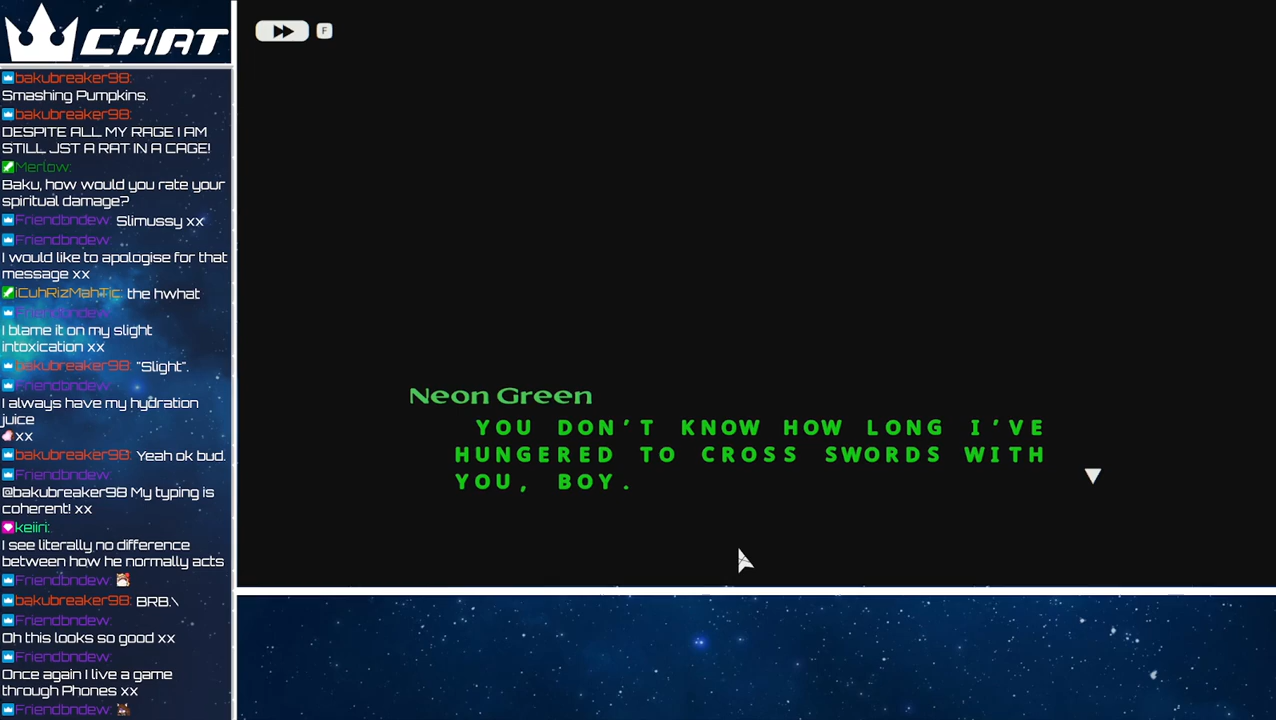 CHAT
bakubreaker98:
Smashing Pumpkins.
bakubreaker98:
DESPITE ALL MY RAGE I AM
STILL JST A RAT IN A CAGE!
Merlow:
Baku, how would you rate your
spiritual damage?
Friendbndew: Slimussy xx
Friendbndew:
I would like to apologise for that
message xx
iCuhRizMahTic: the hwhat
Friendbndew:
I blame it on my slight
intoxication xx
bakubreaker98: "Slight".
Friendbndew:
I always have my hydration
juice
xx
bakubreaker98: Yeah ok bud.
Friendbndew:
@bakubreaker98 My typing is
coherent! xx
keiiri:
I see literally no difference
between how he normally acts
Friendbndew:
bakubreaker98: BRB.\
Friendbndew:
Oh this looks so good xx
Friendbndew:
Once again I live a game
through Phones xx
Friendbndew:
F
Neon Green
YOU DON’T KNOW HOW LONG I’VE
HUNGERED TO CROSS SWORDS WITH
YOU, BOY.